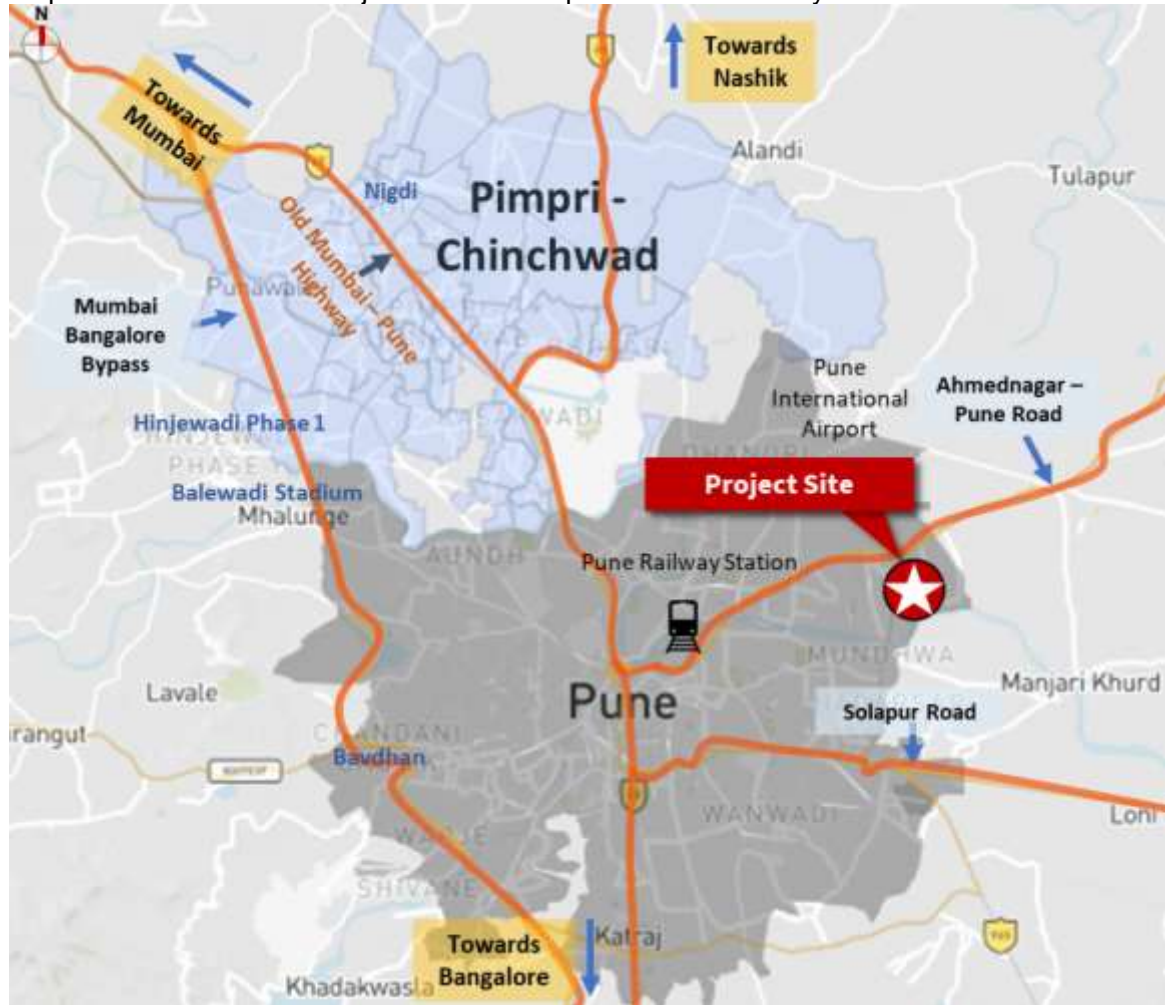 N
Towards
Nashik
Towards
Mumbai
Alandi
Tulapur
Nigdi
Pimpri -
Chinchwad
Old Mumbai – Pune
Highway
Mumbai
Bangalore
Bypass
Pune
International
Airport
Ahmednagar –
Pune Road
Hinjewadi Phase 1
PHASE
Project Site
Balewadi Stadium
Mhalunge
AUNDH
Pune Railway Station
MUNDHWA
Lavale
Pune
Manjari Khurd
Solapur Road
Bavdhan
WANWADI
Loni
SHIVANE
Towards
Bangalore
Katraj
Khadakwasla